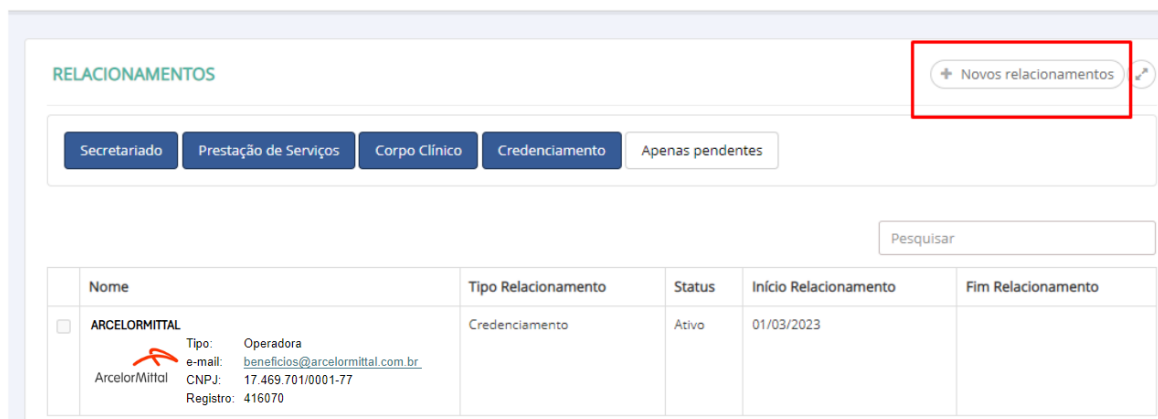 RELACIONAMENTOS
+ Novos relacionamentos
Secretariado Prestação de Serviços Corpo Clínico Credenciamento Apenas pendentes
Pesquisar
Nome Tipo Relacionamento Status Início Relacionamento Fim Relacionamento
ARCELORMITTAL Credenciamento Ativo 01/03/2023
Tipo: Operadora
e-mail: beneficios@arcelormittal.com.br
ArcelorMittal CNPJ: 17.469.701/0001-77
Registro: 416070